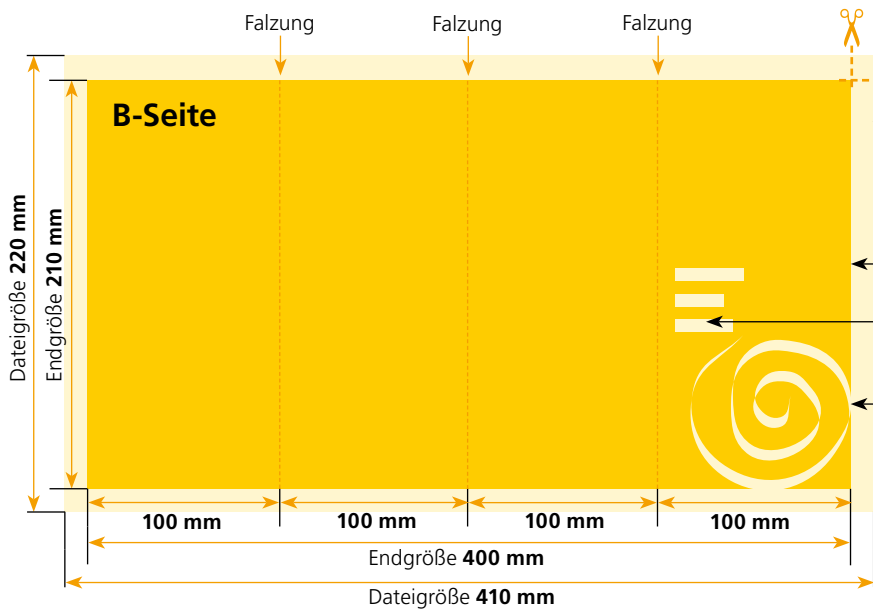 Falzung
Falzung
Falzung
B-Seite
Dateigröße 220 mm
Endgröße 210 mm
100 mm
100 mm
100 mm
100 mm
Endgröße 400 mm
Dateigröße 410 mm